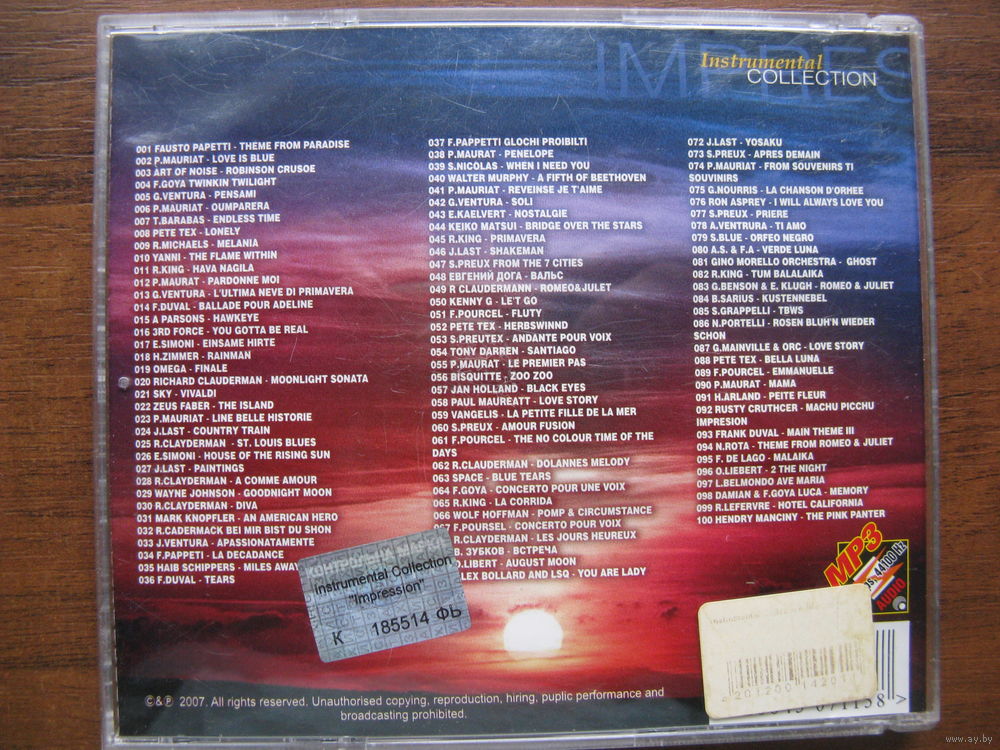 IMPRES
Instrumental
COLLECTION
001 FAUSTO PAPETTI - THEME FROM PARADISE
002 P.MAURIAT - LOVE IS BLUE
003 ART OF NOISE - ROBINSON CRUSOE
004 F.GOYA TWINKIN TWILIGHT
005 G.VENTURA - PENSAMI
006 P.MAURIAT - OUMPARERA
007 T.BARABAS - ENDLESS TIME
008 PETE TEX - LONELY
009 R.MICHAELS - MELANIA
010 YANNI - THE FLAME WITHIN
011 R.KING - HAVA NAGILA
012 P.MAURIAT - PARDONNE MOI
013 G.VENTURA - L'ULTIMA NEVE DI PRIMAVERA
014 F.DUVAL - BALLADE POUR ADELINE
015 A PARSONS - HAWKEYE
016 3RD FORCE - YOU GOTTA BE REAL
017 E.SIMONI - EINSAME HIRTE
018 H.ZIMMER - RAINMAN
019 OMEGA - FINALE
020 RICHARD CLAUDERMAN - MOONLIGHT SONATA
021 SKY - VIVALDI
022 ZEUS FABER - THE ISLAND
023 P.MAURIAT - LINE BELLE HISTORIE
024 J.LAST - COUNTRY TRAIN
025 R.CLAYDERMAN - ST. LOUIS BLUES
026 E.SIMONI - HOUSE OF THE RISING SUN
027 J.LAST - PAINTINGS
028 R.CLAYDERMAN - A COMME AMOUR
029 WAYNE JOHNSON - GOODNIGHT MOON
030 R.CLAYDERMAN - DIVA
031 MARK KNOPFLER - AN AMERICAN HERO
032 R.CADERMACK BEI MIR BIST DU SHON
033 J.VENTURA - APASSIONATAMENTE
034 F.PAPPETI - LA DECADANCE
035 HAIB SCHIPPERS - MILES AWAY
036 F.DUVAL - TEARS
037 F.PAPPETTI GLOCHI PROIBILTI
038 P.MAURAT - PENELOPE
039 S.NICOLAS - WHEN I NEED YOU
040 WALTER MURPHY - A FIFTH OF BEETHOVEN
041 P.MAURIAT - REVEINSE JE T'AIME
042 G.VENTURA - SOLI
043 E.KAELVERT - NOSTALGIE
044 KEIKO MATSUI - BRIDGE OVER THE STARS
045 R.KING - PRIMAVERA
046 J.LAST - SHAKEMAN
047 S.PREUX FROM THE 7 CITIES
048 ЕВГЕНИЙ ДОГА - ВАЛЬС
049 R CLAUDERMANN - ROMEO&JULET
050 KENNY G - LE'T GO
051 F.POURCEL - FLUTY
052 PETE TEX - HERBSWINND
053 S.PREUTEX - ANDANTE POUR VOIX
054 TONY DARREN - SANTIAGO
055 P.MAURAT - LE PREMIER PAS
056 BISQUITTE - ZOO ZOO
057 JAN HOLLAND - BLACK EYES
058 PAUL MAUREATT - LOVE STORY
059 VANGELIS - LA PETITE FILLE DE LA MER
060 S.PREUX - AMOUR FUSION
061 F.POURCEL - THE NO COLOUR TIME OF THE
DAYS
062 R.CLAUDERMAN - DOLANNES MELODY
063 SPACE - BLUE TEARS
064 F.GOYA - CONCERTO POUR UNE VOIX
065 R.KING - LA CORRIDA
066 WOLF HOFFMAN - POMP & CIRCUMSTANCE
067 F.POURSEL - CONCERTO POUR VOIX
R.CLAYDERMAN - LES JOURS HEUREUX
В. ЗУБКОВ - ВСТРЕЧА
O.LIBERT - AUGUST MOON
LEX BOLLARD AND LSQ - YOU ARE LADY
072 J.LAST - YOSAKU
073 S.PREUX - APRES DEMAIN
074 P.MAURIAT - FROM SOUVENIRS TI
SOUVINIRS
075 G.NOURRIS - LA CHANSON D'ORHEE
076 RON ASPREY - I WILL ALWAYS LOVE YOU
077 S.PREUX - PRIERE
078 A.VENTRURA - TI AMO
079 S.BLUE - ORFEO NEGRO
080 A.S. & F.A - VERDE LUNA
081 GINO MORELLO ORCHESTRA - GHOST
082 R.KING - TUM BALALAIKA
083 G.BENSON & E. KLUGH - ROMEO & JULIET
084 B.SARIUS - KUSTENNEBEL
085 S.GRAPPELLI - TBWS
086 N.PORTELLI - ROSEN BLUH'N WIEDER
SCHON
087 G.MAINVILLE & ORC - LOVE STORY
088 PETE TEX - BELLA LUNA
089 F.POURCEL - EMMANUELLE
090 P.MAURAT - MAMA
091 H.ARLAND - PEITE FLEUR
092 RUSTY CRUTHCER - MACHU PICCHU
IMPRESION
093 FRANK DUVAL - MAIN THEME III
094 N.ROTA - THEME FROM ROMEO & JULIET
095 F. DE LAGO - MALAIKA
096 O.LIEBERT - 2 THE NIGHT
097 L.BELMONDO AVE MARIA
098 DAMIAN & F.GOYA LUCA - MEMORY
099 R.LEFERVRE - HOTEL CALIFORNIA
100 HENDRY MANCINY - THE PINK PANTER
MP3
44100 Hz
AUDIO
Instrumental Collection
"Impression"
К 185514 ФЬ
©&℗ 2007. All rights reserved. Unauthorised copying, reproduction, hiring, puplic performance and
broadcasting prohibited.
www.ay.by